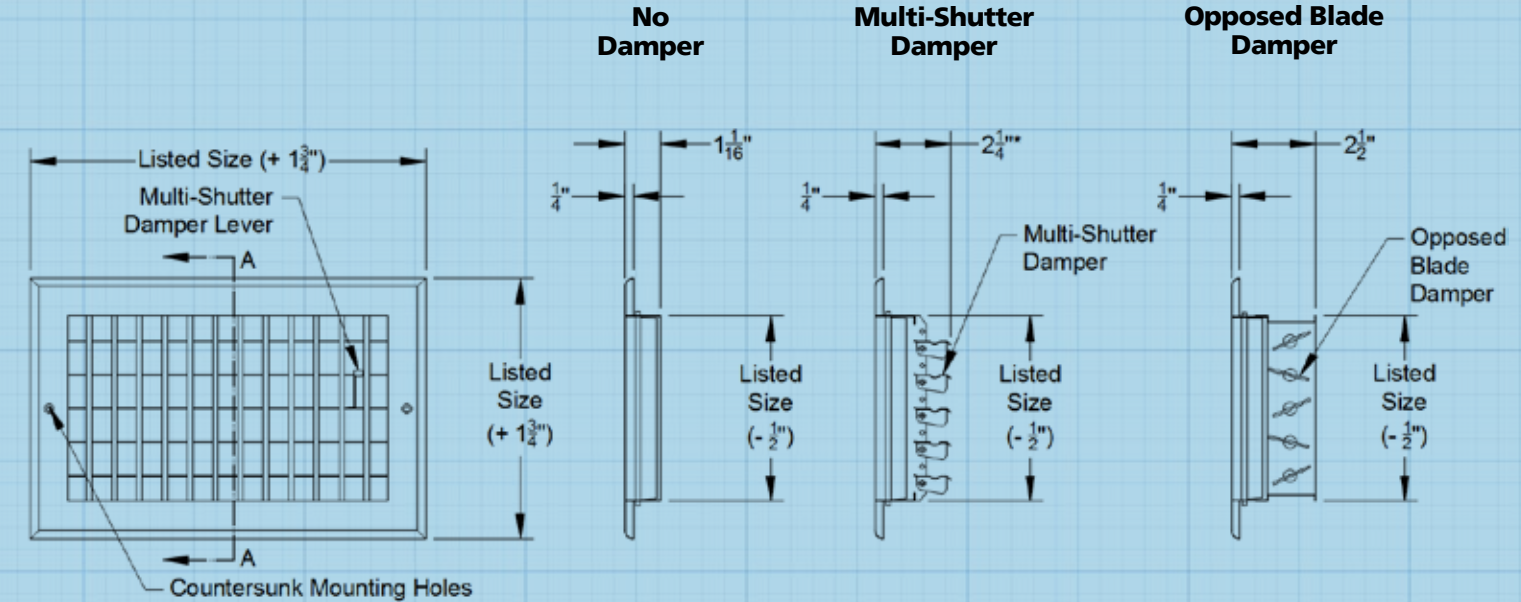 No
Damper
Multi-Shutter
Damper
Opposed Blade
Damper
Listed Size (+ 1¾")
Multi-Shutter
Damper Lever
A
A
Countersunk Mounting Holes
Listed
Size
(+ 1¾")
1 1/16"
¼"
Listed
Size
(- ½")
2¼"*
¼"
Multi-Shutter
Damper
Listed
Size
(- ½")
2½"
¼"
Opposed
Blade
Damper
Listed
Size
(- ½")